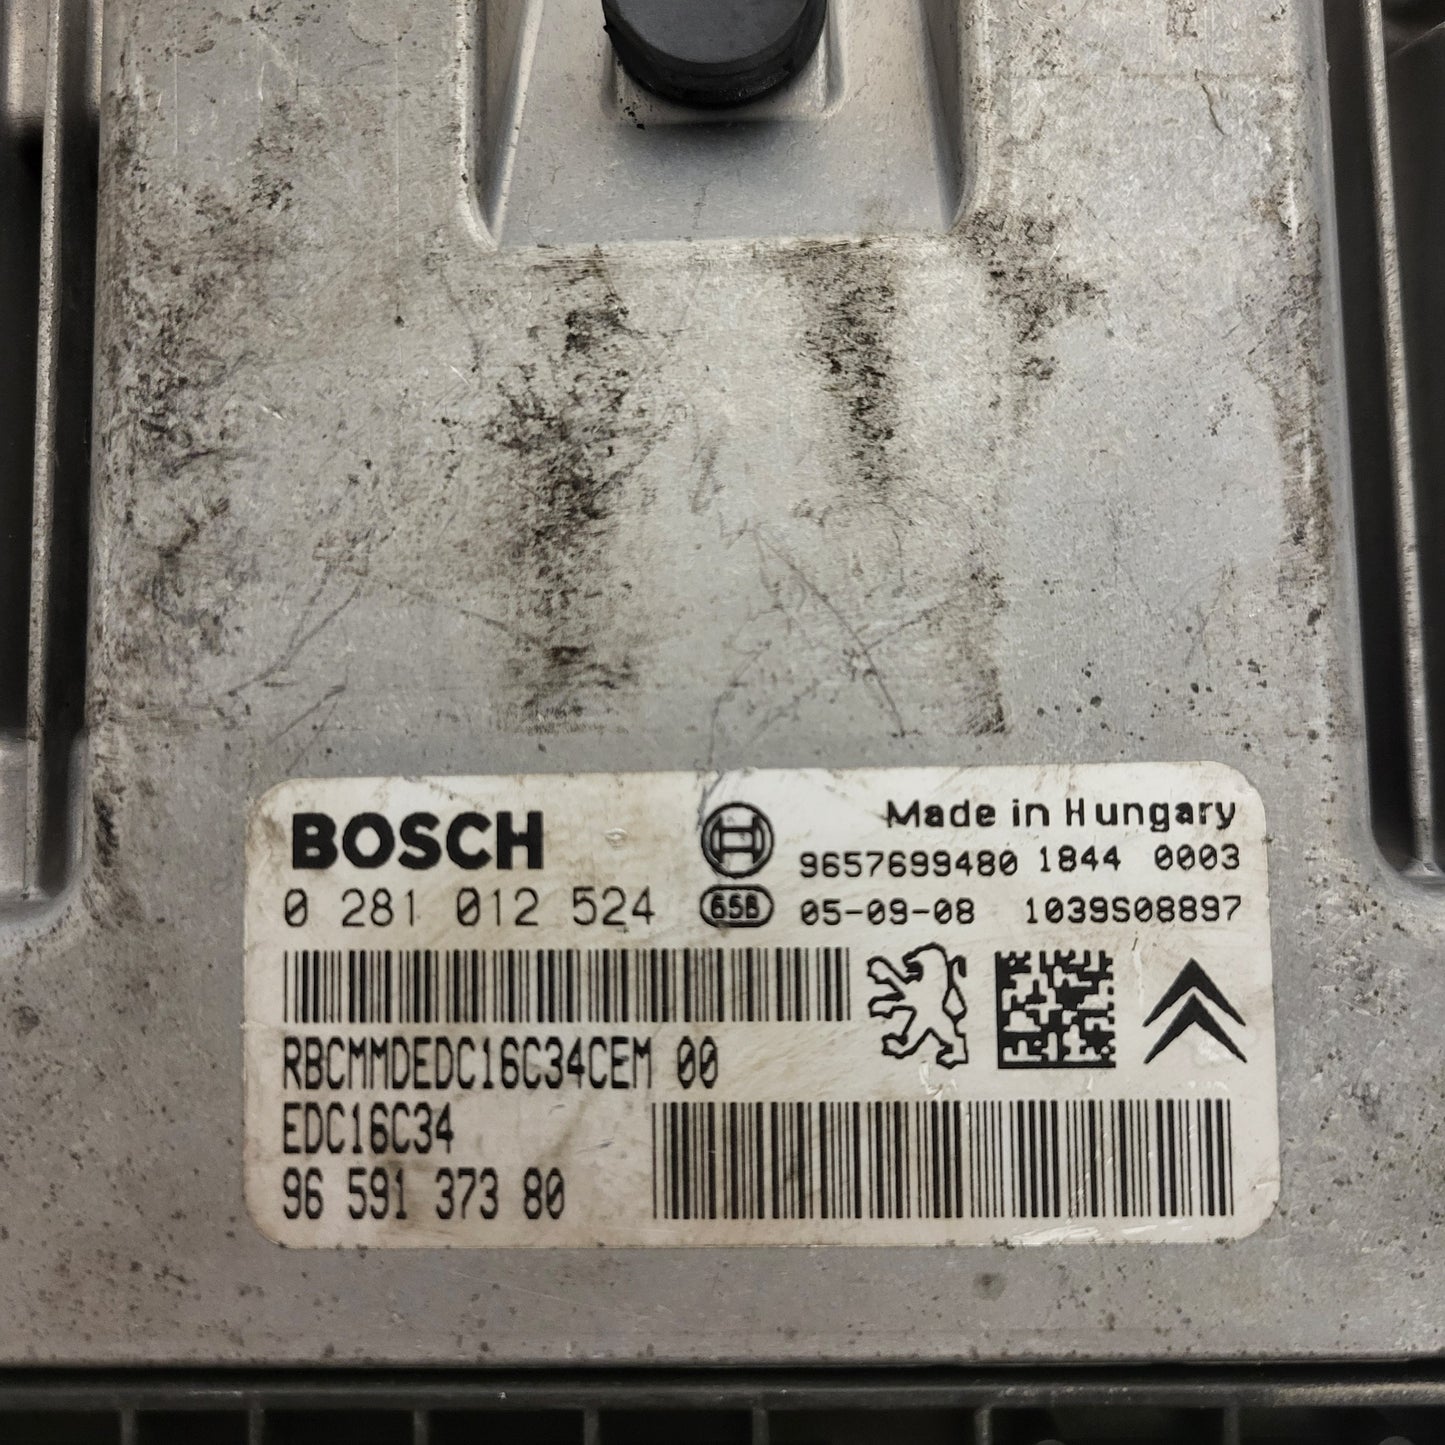 BOSCH
Made in Hungary
9657699480 1844 0003
0 281 012 524
65B
05-09-08 1039S08897
RBCMMDEDC16C34CEM 00
EDC16C34
96 591 373 80